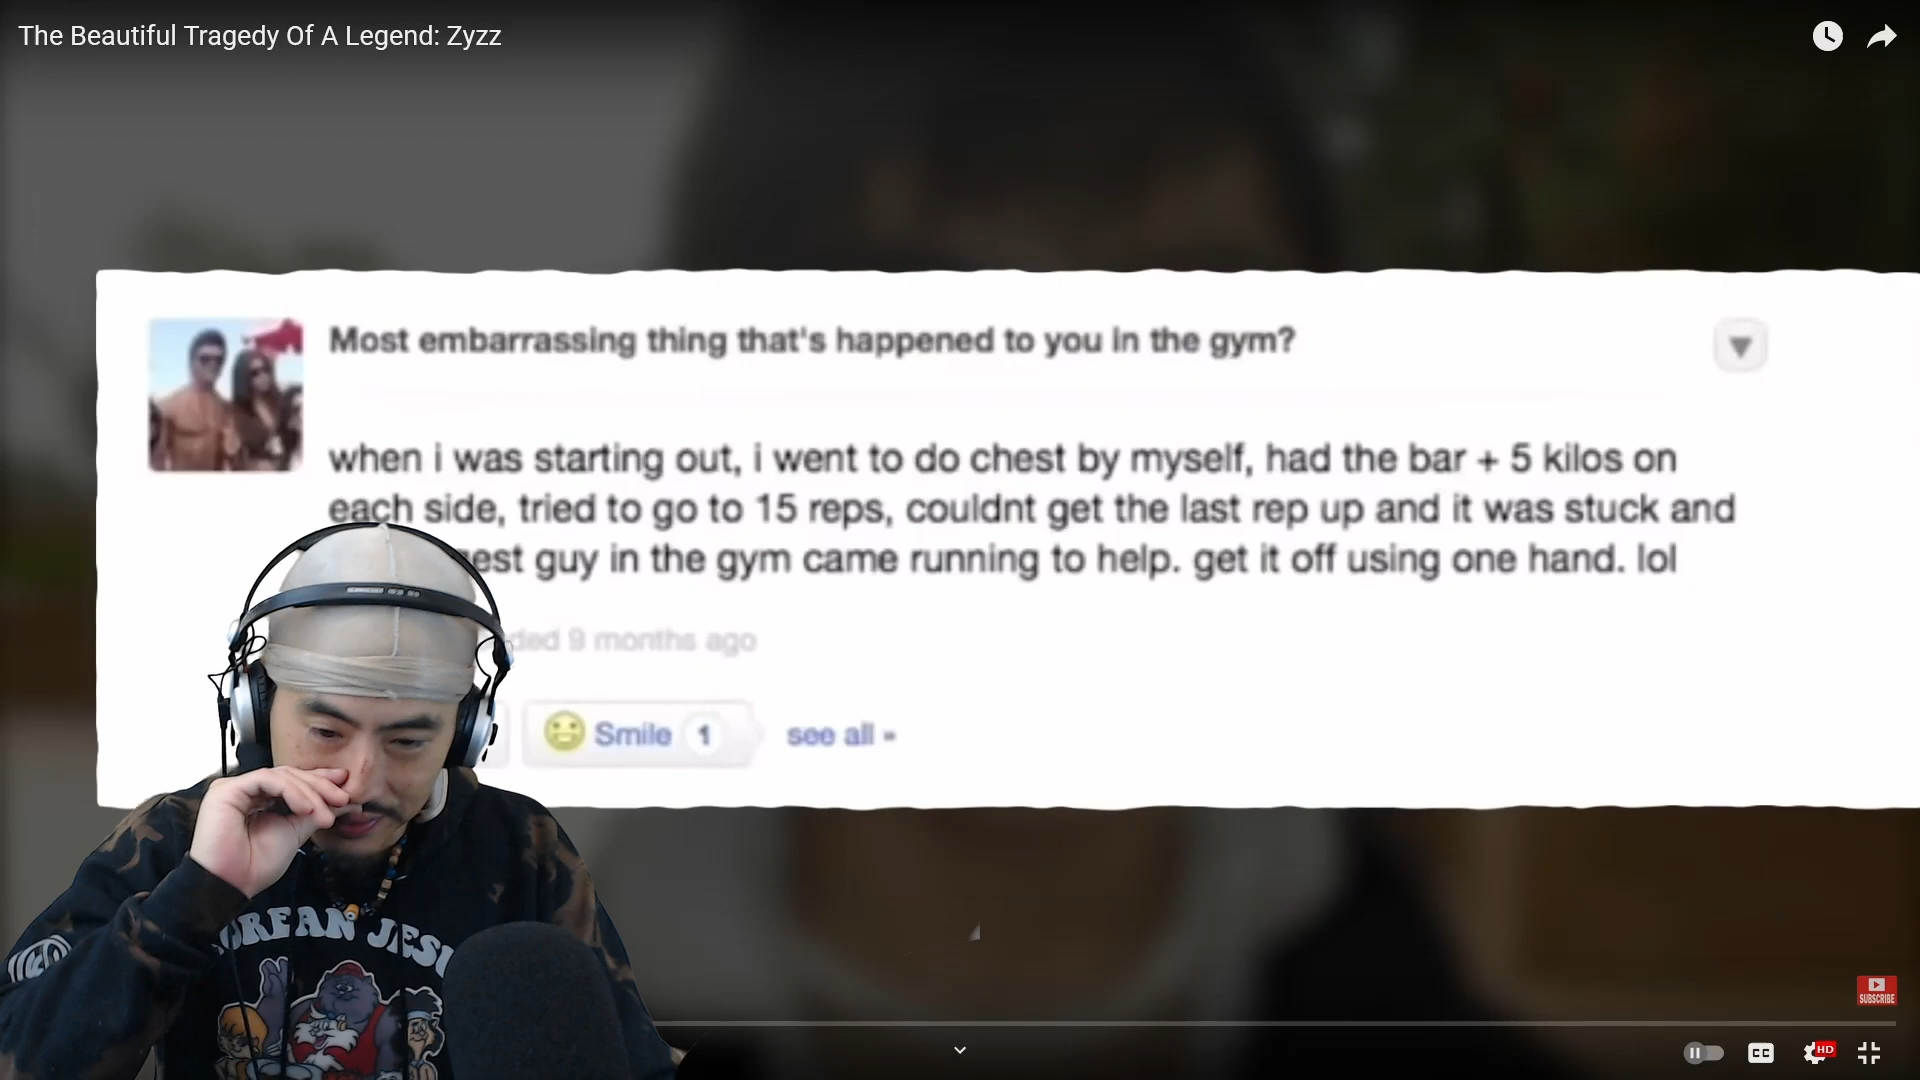 The Beautiful Tragedy Of A Legend: Zyzz
Most embarrassing thing that's happened to you in the gym?
when i was starting out, i went to do chest by myself, had the bar + 5 kilos on
each side, tried to go to 15 reps, couldnt get the last rep up and it was stuck and
guy in the gym came running to help. get it off using one hand. lol
9 months ago
Smile 1 see all »
OREAN JESU
SUBSCRIBE
CC HD